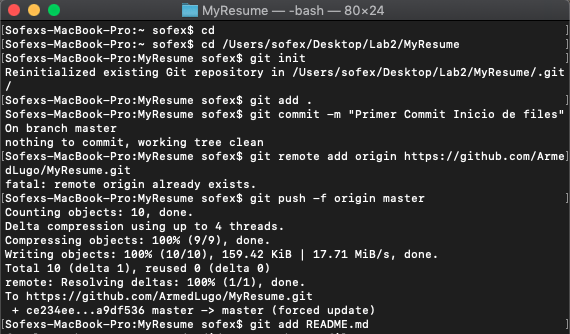 MyResume — -bash — 80×24
[Sofexs-MacBook-Pro:~ sofex$ cd ]
[Sofexs-MacBook-Pro:~ sofex$ cd /Users/sofex/Desktop/Lab2/MyResume ]
[Sofexs-MacBook-Pro:MyResume sofex$ git init ]
Reinitialized existing Git repository in /Users/sofex/Desktop/Lab2/MyResume/.git
/
[Sofexs-MacBook-Pro:MyResume sofex$ git add . ]
[Sofexs-MacBook-Pro:MyResume sofex$ git commit -m "Primer Commit Inicio de files"]
On branch master
nothing to commit, working tree clean
[Sofexs-MacBook-Pro:MyResume sofex$ git remote add origin https://github.com/Arme]
dLugo/MyResume.git
fatal: remote origin already exists.
[Sofexs-MacBook-Pro:MyResume sofex$ git push -f origin master ]
Counting objects: 10, done.
Delta compression using up to 4 threads.
Compressing objects: 100% (9/9), done.
Writing objects: 100% (10/10), 159.42 KiB | 17.71 MiB/s, done.
Total 10 (delta 1), reused 0 (delta 0)
remote: Resolving deltas: 100% (1/1), done.
To https://github.com/ArmedLugo/MyResume.git
 + ce234ee...a9df536 master -> master (forced update)
[Sofexs-MacBook-Pro:MyResume sofex$ git add README.md ]